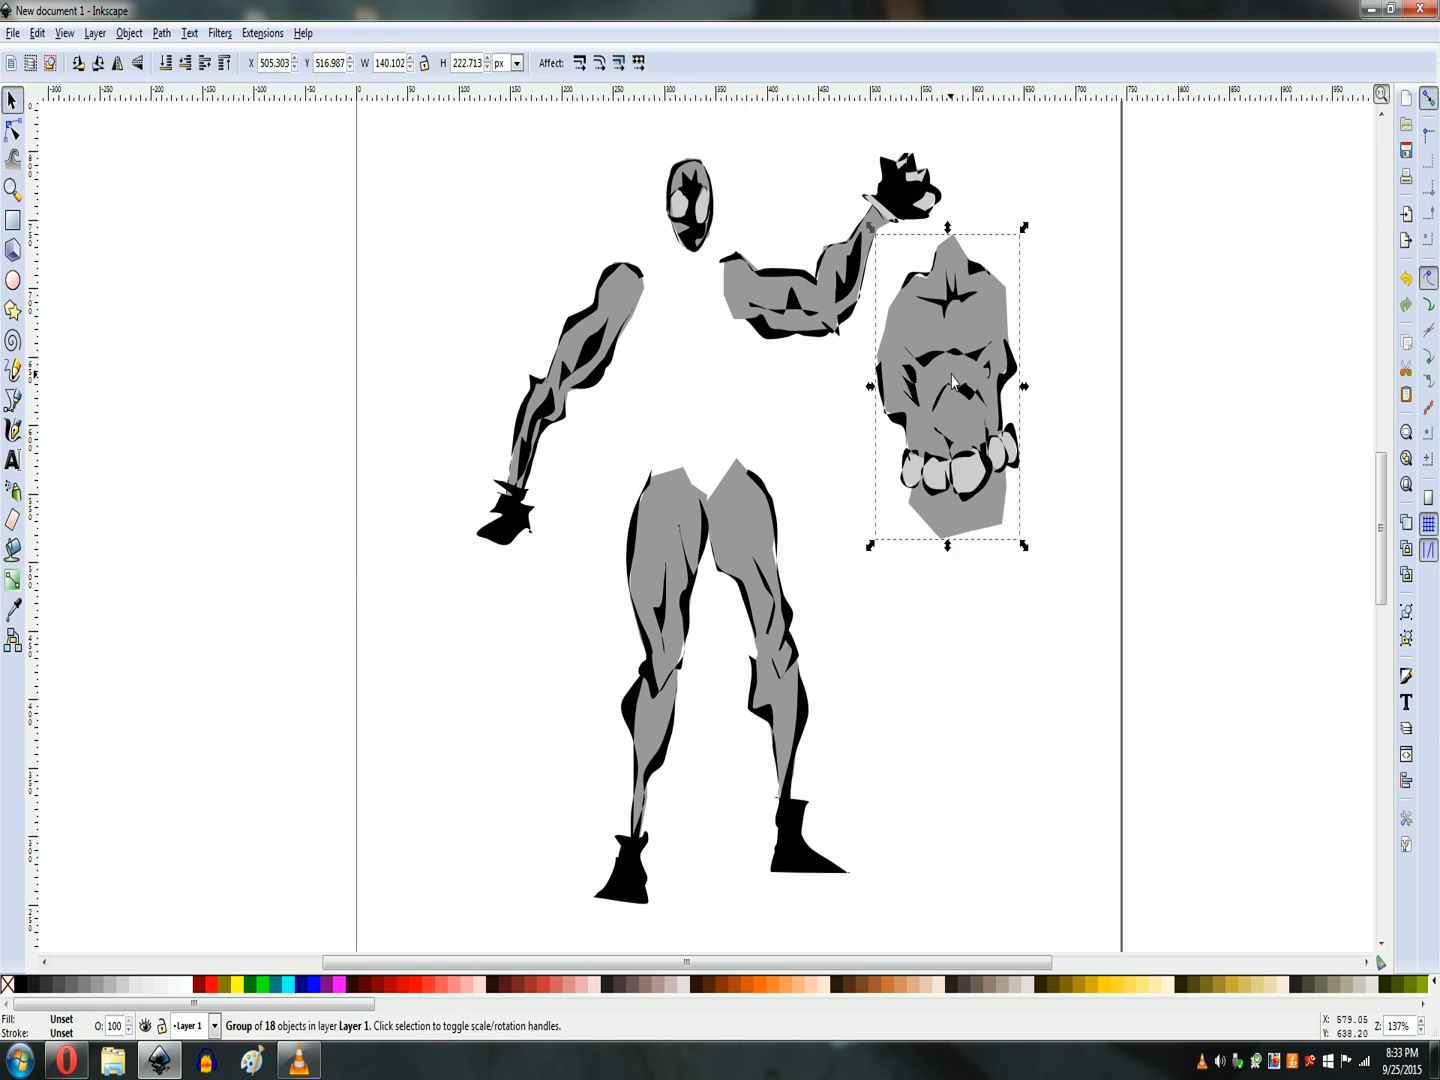 New document 1 - Inkscape
File Edit View Layer Object Path Text Filters Extensions Help
X 505.303 Y 516.987 W 140.102 H 222.713 px Affect:
Fill: Unset
Stroke: Unset
O: 100
Layer 1
Group of 18 objects in layer Layer 1. Click selection to toggle scale/rotation handles.
X: 579.05
Y: 638.20
Z: 137%
8:33 PM
9/25/2015